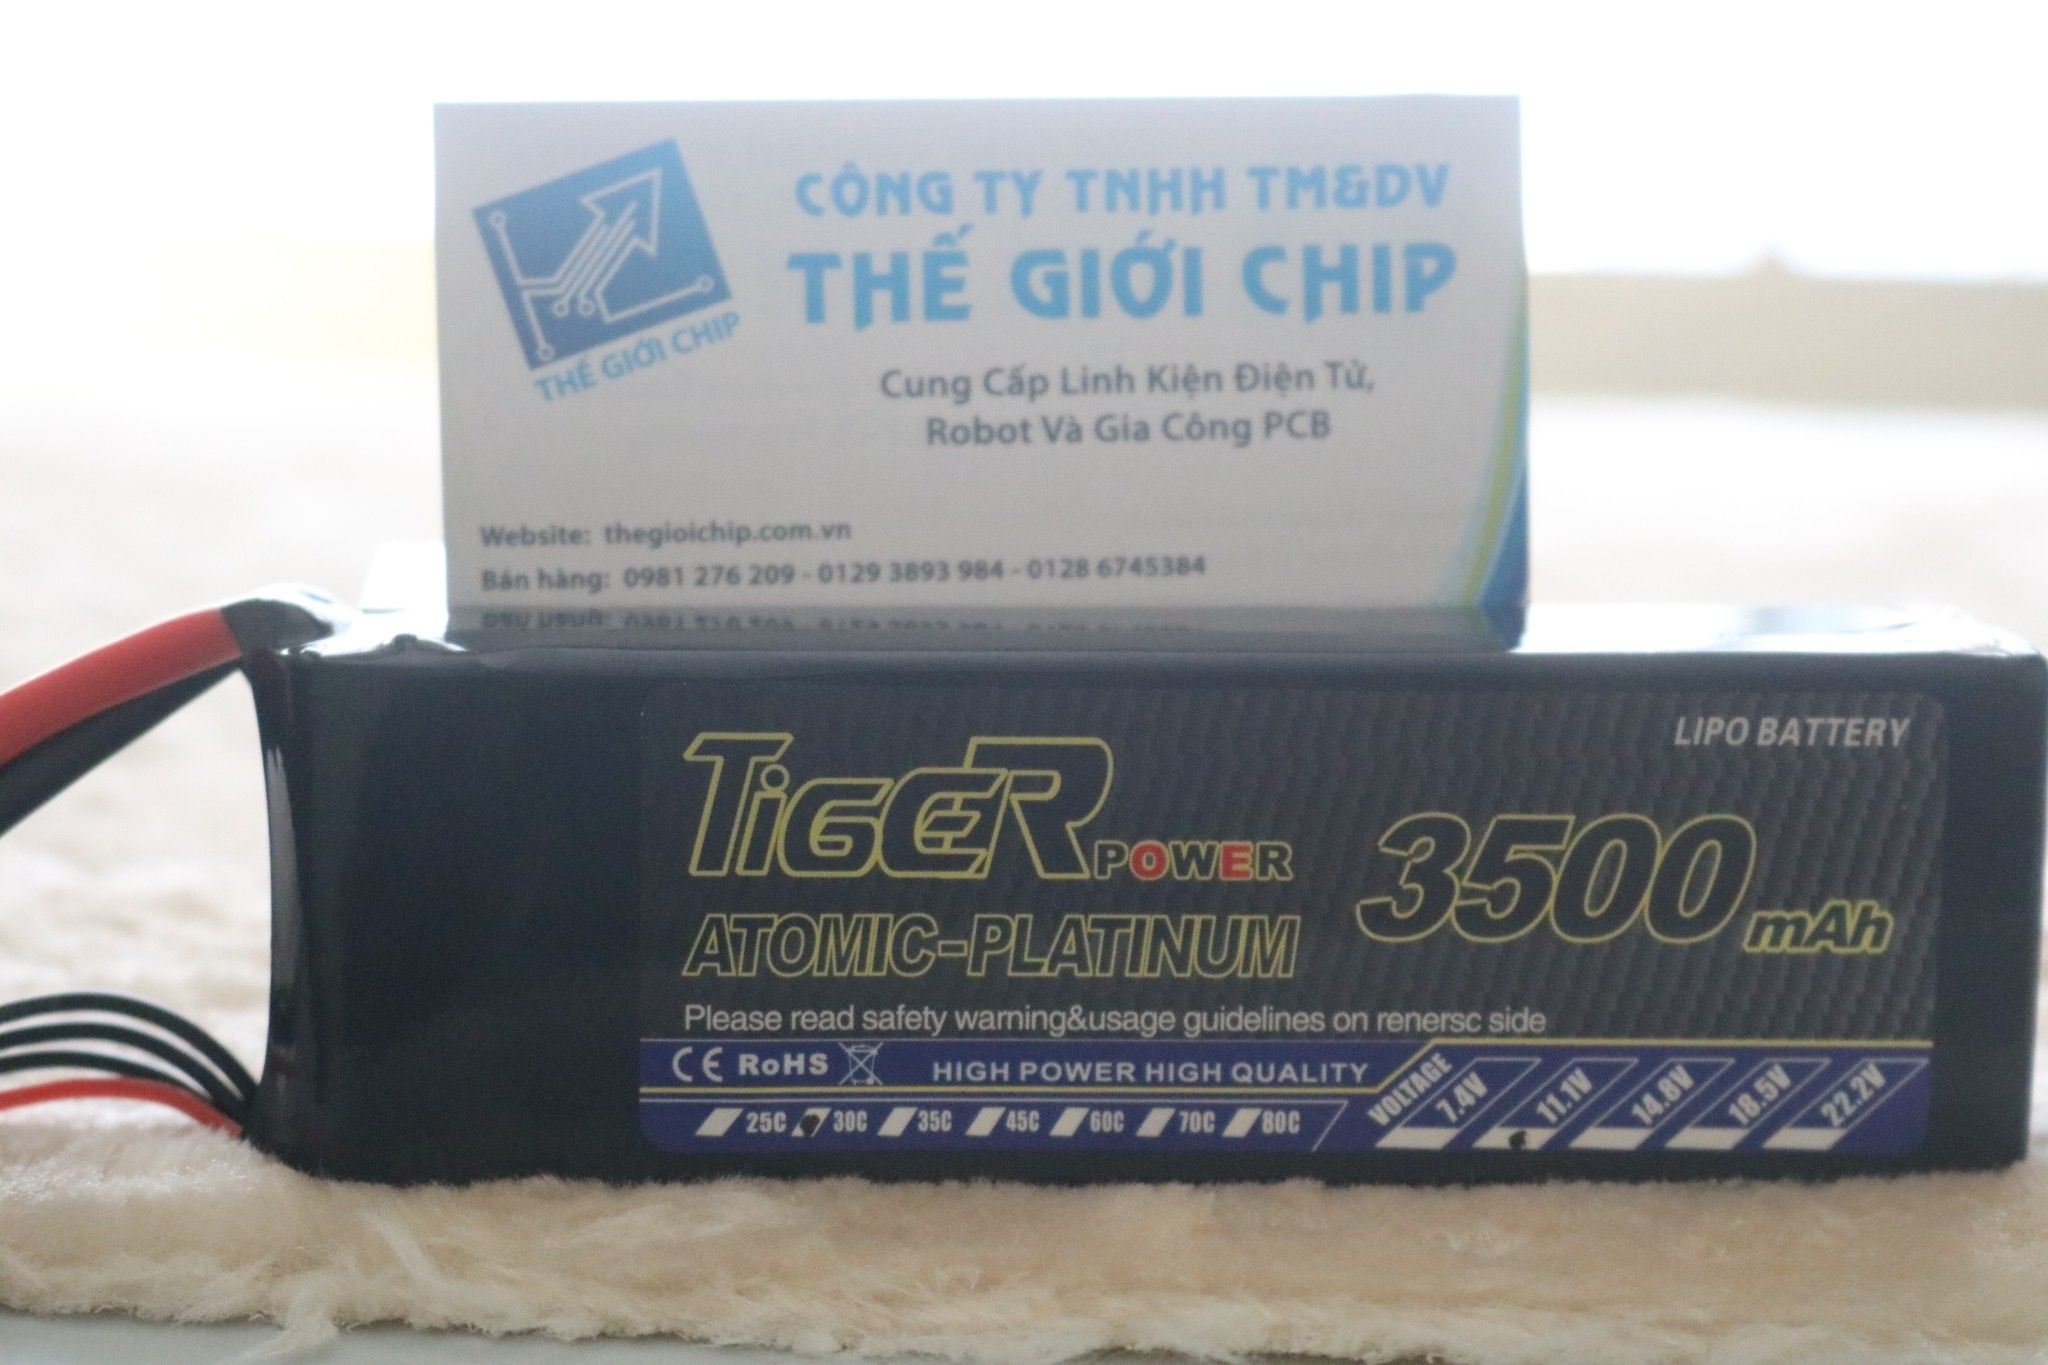 THẾ GIỚI CHIP
CÔNG TY TNHH TM&DV
THẾ GIỚI CHIP
Cung Cấp Linh Kiện Điện Tử,
Robot Và Gia Công PCB
Website: thegioichip.com.vn
Bán hàng: 0981 276 209 - 0129 3893 984 - 0128 6745384
LIPO BATTERY
TIGER POWER
3500 mAh
ATOMIC-PLATINUM
Please read safety warning&usage guidelines on renersc side
CE RoHS HIGH POWER HIGH QUALITY
25C 30C 35C 45C 60C 70C 80C
VOLTAGE 7.4V 11.1V 14.8V 18.5V 22.2V